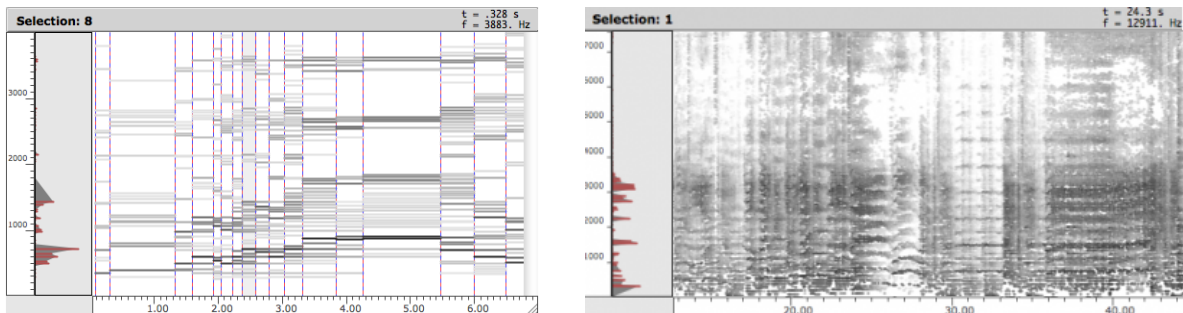 Selection: 8
t = .328 s
f = 3883. Hz
3000
2000
1000
1.00 2.00 3.00 4.00 5.00 6.00
Selection: 1
t = 24.3 s
f = 12911. Hz
7000
6000
5000
4000
3000
2000
1000
20.00 30.00 40.00